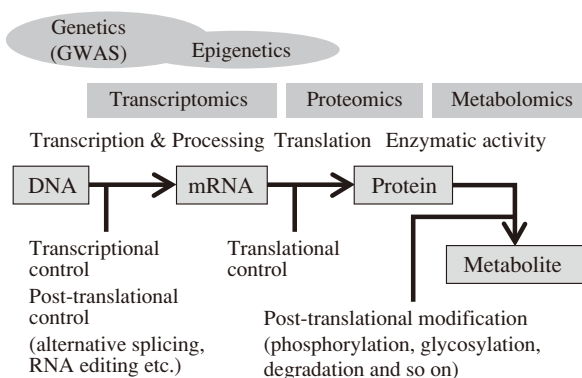 Genetics
(GWAS)
Epigenetics
Transcriptomics
Proteomics
Metabolomics
Transcription & Processing
Translation
Enzymatic activity
DNA
mRNA
Protein
Transcriptional
control
Post-translational
control
(alternative splicing,
RNA editing etc.)
Translational
control
Metabolite
Post-translational modification
(phosphorylation, glycosylation,
degradation and so on)